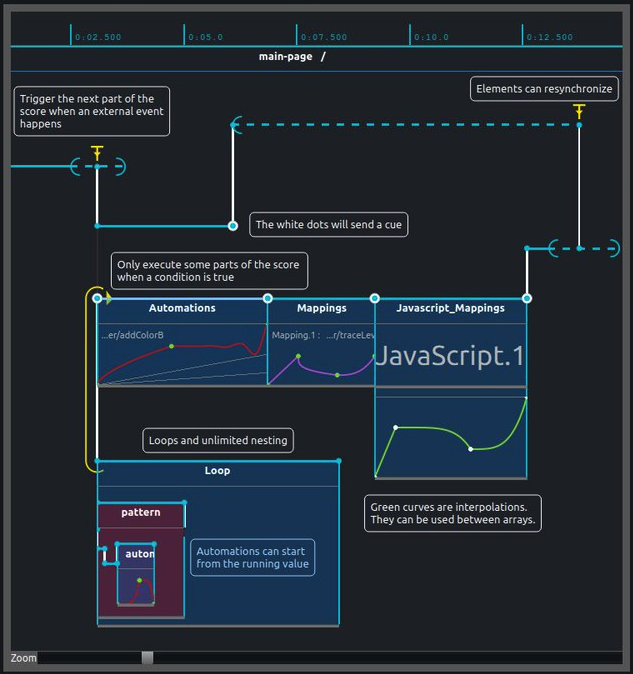 0:02.500 0:05.0 0:07.500 0:10.0 0:12.500
main-page /
Elements can resynchronize
Trigger the next part of the
score when an external event
happens
The white dots will send a cue
Only execute some parts of the score
when a condition is true
Automations Mappings Javascript_Mappings
...er/addColorB Mapping.1 : ...r/traceLev
JavaScript.1
Loops and unlimited nesting
Loop
Green curves are interpolations.
They can be used between arrays.
pattern
auton
Automations can start
from the running value
Zoom